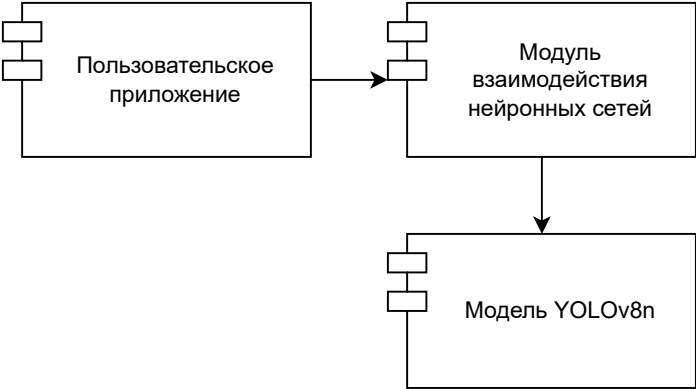 Пользовательское
приложение
Модуль
взаимодействия
нейронных сетей
Модель YOLOv8n